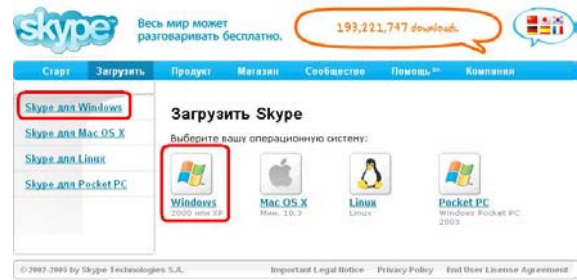 skype
Весь мир может
разговаривать бесплатно.
193,221,747 downloads.
Старт Загрузить Продукт Магазин Сообщество Помощь Компания
Skype для Windows
Skype для Mac OS X
Skype для Linux
Skype для Pocket PC
Загрузить Skype
Выберите вашу операционную систему:
Windows
2000 или XP
Mac OS X
Мин. 10.3
Linux
Linux
Pocket PC
Windows Pocket PC
2003
© 2002-2005 by Skype Technologies S.A. Important Legal Notice Privacy Policy End User License Agreement